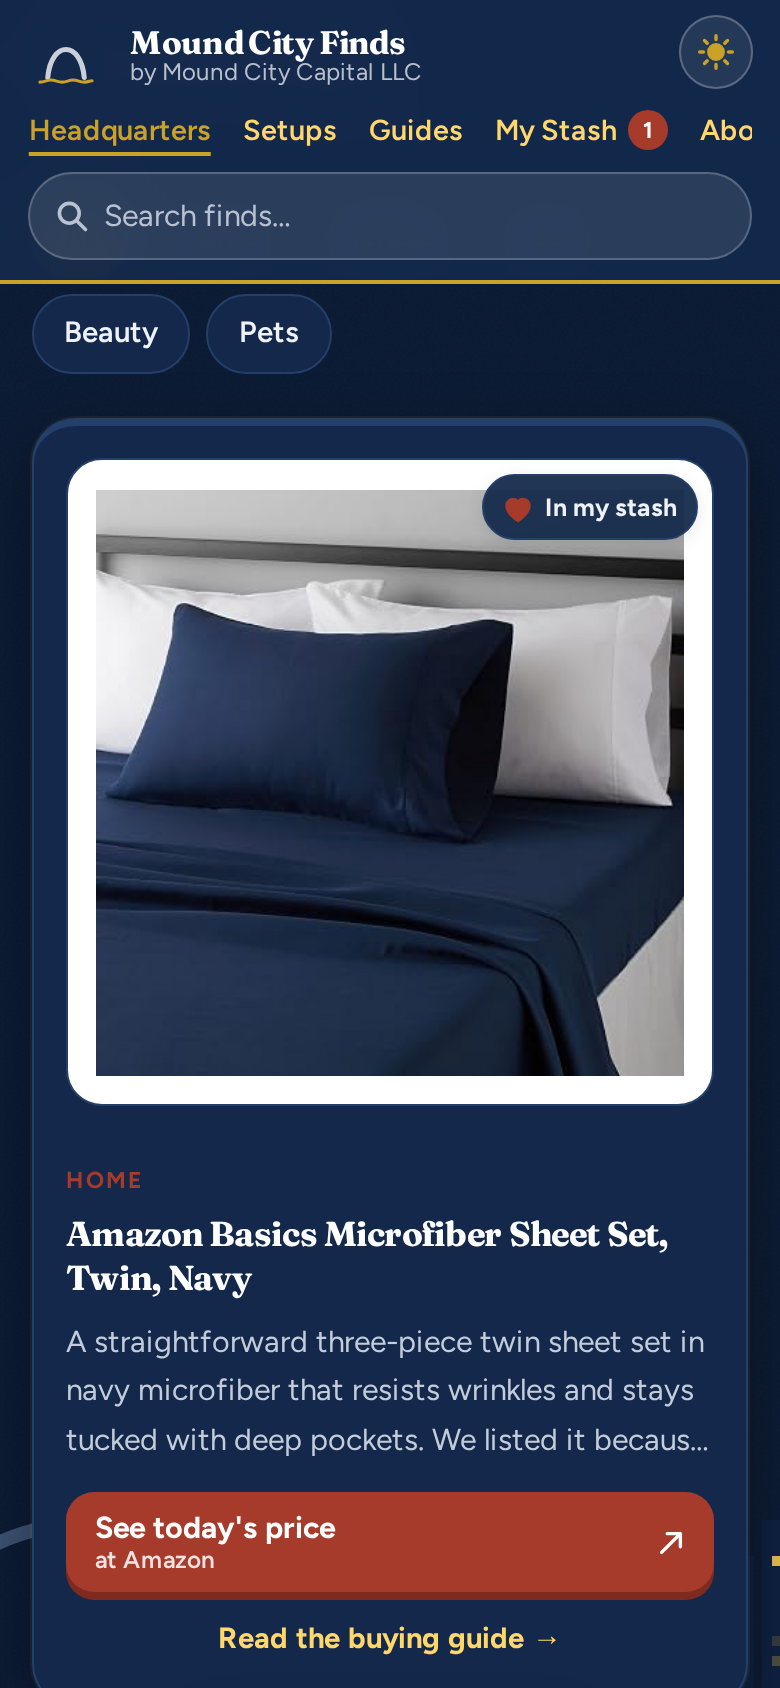 Mound City Finds
by Mound City Capital LLC
Headquarters Setups Guides My Stash 1 Abo
Search finds...
Beauty Pets
In my stash
HOME
Amazon Basics Microfiber Sheet Set,
Twin, Navy
A straightforward three-piece twin sheet set in
navy microfiber that resists wrinkles and stays
tucked with deep pockets. We listed it becaus...
See today's price
at Amazon
Read the buying guide →